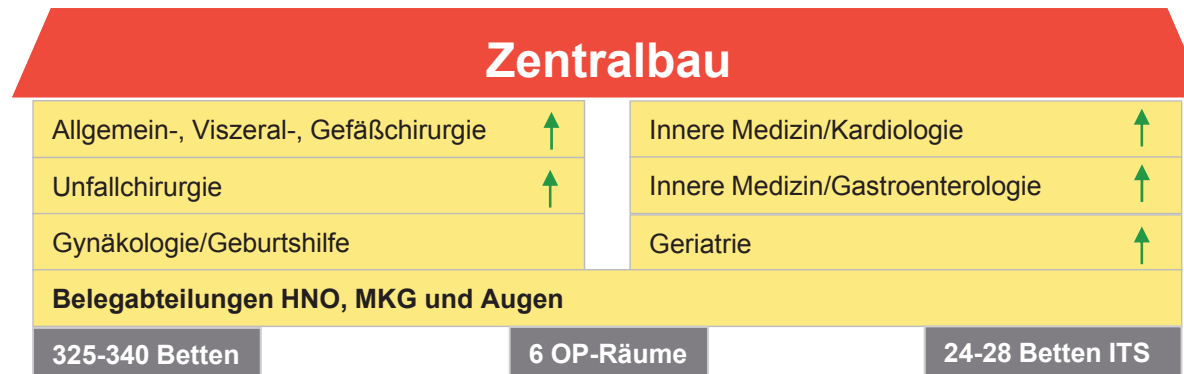 Zentralbau
Allgemein-, Viszeral-, Gefäßchirurgie
Unfallchirurgie
Gynäkologie/Geburtshilfe
Innere Medizin/Kardiologie
Innere Medizin/Gastroenterologie
Geriatrie
Belegabteilungen HNO, MKG und Augen
325-340 Betten
6 OP-Räume
24-28 Betten ITS